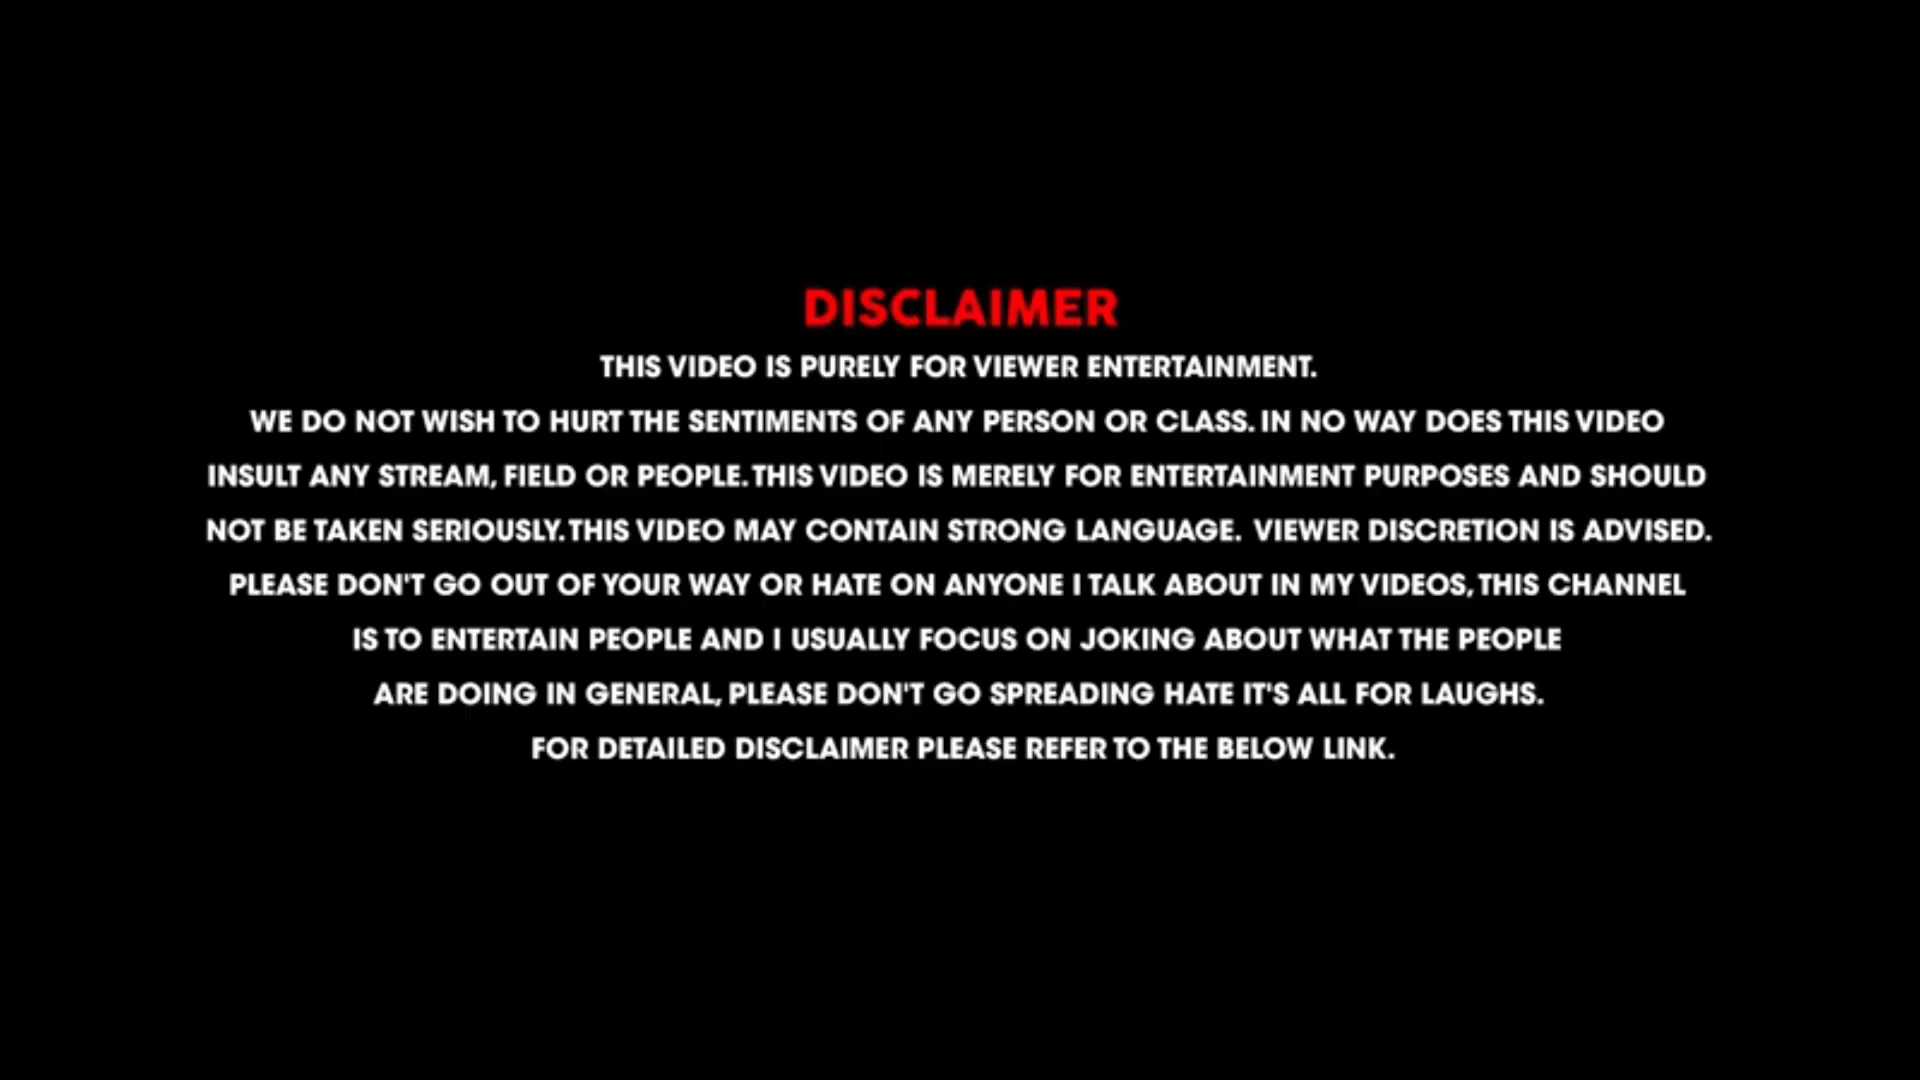 DISCLAIMER
THIS VIDEO IS PURELY FOR VIEWER ENTERTAINMENT.
WE DO NOT WISH TO HURT THE SENTIMENTS OF ANY PERSON OR CLASS. IN NO WAY DOES THIS VIDEO
INSULT ANY STREAM, FIELD OR PEOPLE. THIS VIDEO IS MERELY FOR ENTERTAINMENT PURPOSES AND SHOULD
NOT BE TAKEN SERIOUSLY. THIS VIDEO MAY CONTAIN STRONG LANGUAGE. VIEWER DISCRETION IS ADVISED.
PLEASE DON'T GO OUT OF YOUR WAY OR HATE ON ANYONE I TALK ABOUT IN MY VIDEOS, THIS CHANNEL
IS TO ENTERTAIN PEOPLE AND I USUALLY FOCUS ON JOKING ABOUT WHAT THE PEOPLE
ARE DOING IN GENERAL, PLEASE DON'T GO SPREADING HATE IT'S ALL FOR LAUGHS.
FOR DETAILED DISCLAIMER PLEASE REFER TO THE BELOW LINK.